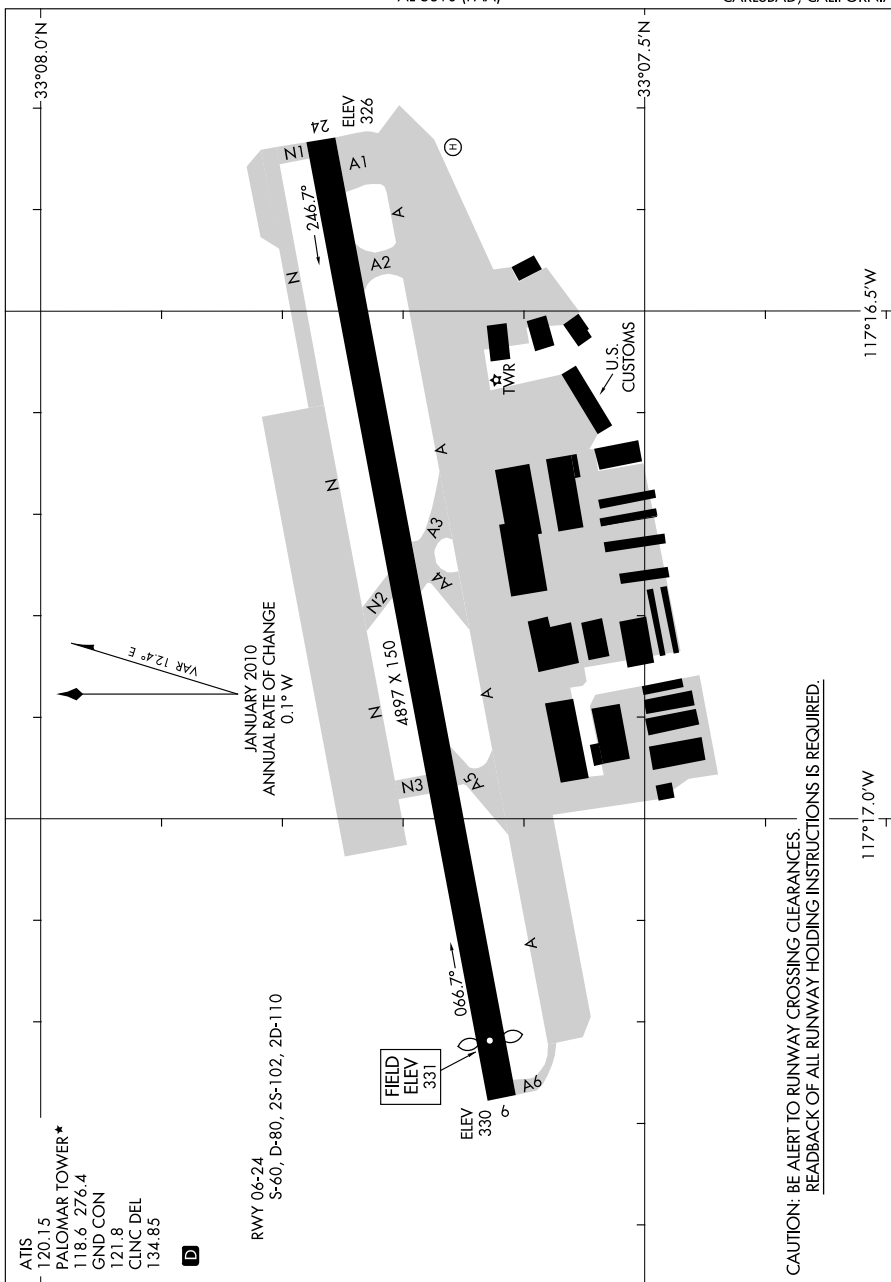 AL-5310 (FAA)
CARLSBAD, CALIFORNIA
ATIS
120.15
PALOMAR TOWER★
118.6 276.4
GND CON
121.8
CLNC DEL
134.85
D
RWY 06-24
S-60, D-80, 2S-102, 2D-110
33°08.0'N
33°07.5'N
JANUARY 2010
ANNUAL RATE OF CHANGE
0.1° W
VAR 12.4° E
N1
24
ELEV
326
A1
H
246.7°
A
N
A2
TWR
U.S.
CUSTOMS
N
A
A3
A4
N2
4897 X 150
N
A
N3
A5
066.7°
A
FIELD
ELEV
331
ELEV
330
6
A6
117°16.5'W
117°17.0'W
CAUTION: BE ALERT TO RUNWAY CROSSING CLEARANCES.
READBACK OF ALL RUNWAY HOLDING INSTRUCTIONS IS REQUIRED.